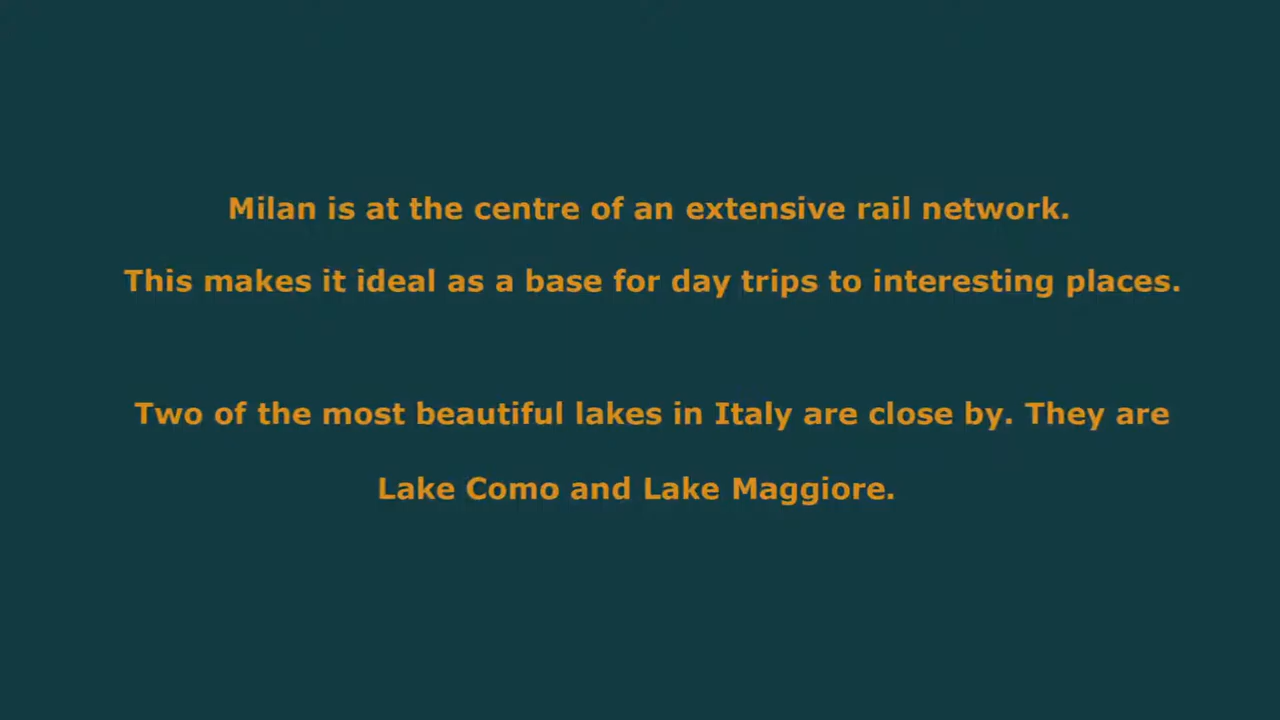 Milan is at the centre of an extensive rail network.
This makes it ideal as a base for day trips to interesting places.
Two of the most beautiful lakes in Italy are close by. They are
Lake Como and Lake Maggiore.